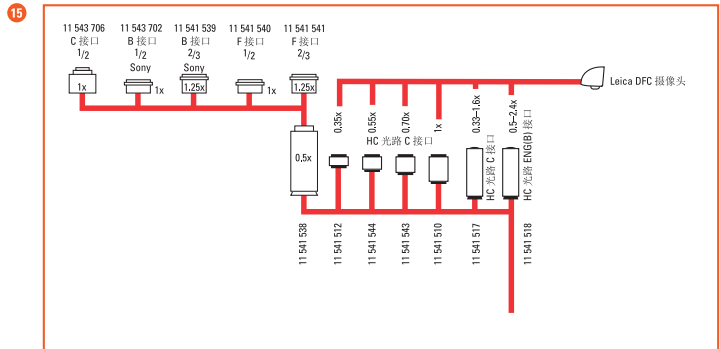 15
11 543 706
C 接口
1/2
11 543 702
B 接口
1/2
Sony
11 541 539
B 接口
2/3
Sony
11 541 540
F 接口
1/2
11 541 541
F 接口
2/3
1x
1x
1.25x
1x
1.25x
Leica DFC 摄像头
0.35x
0.55x
0.70x
1x
0.33–1.6x
0.5–2.4x
HC 光路 C 接口
0.5x
HC 光路 C 接口
HC 光路 ENG(B) 接口
11 541 538
11 541 512
11 541 544
11 541 543
11 541 510
11 541 517
11 541 518